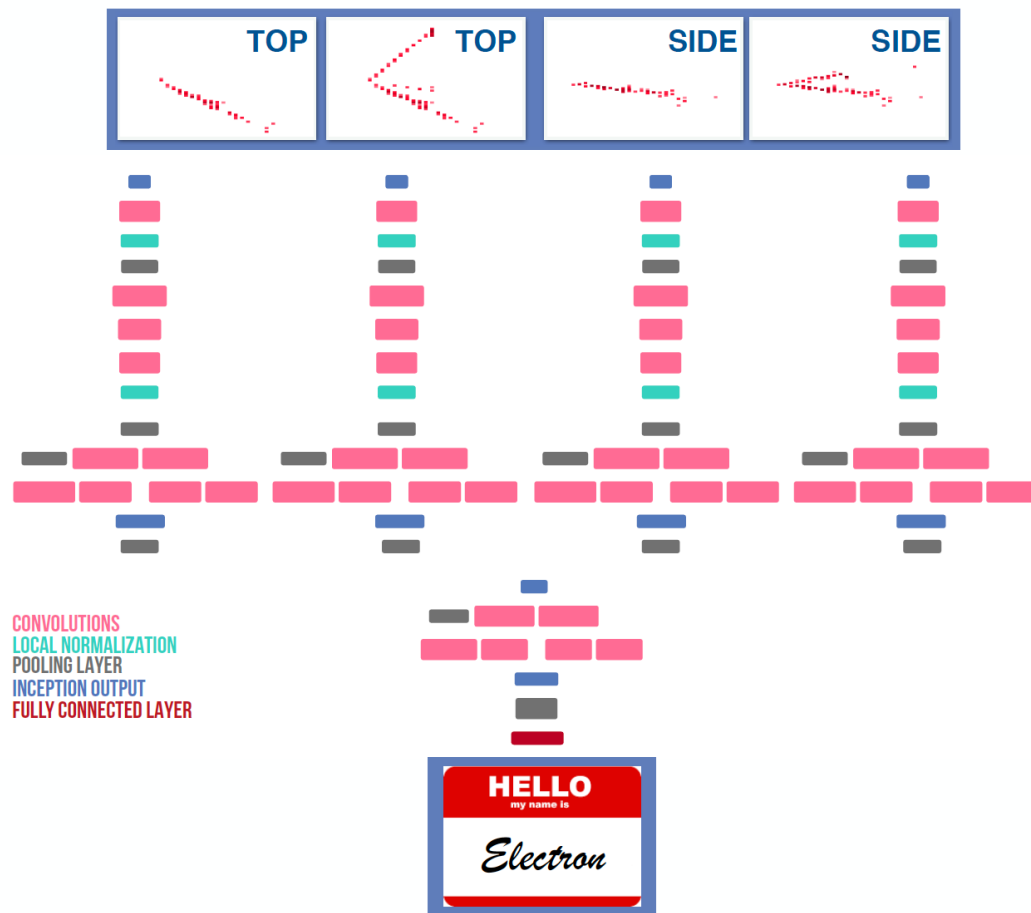 TOP
TOP
SIDE
SIDE
CONVOLUTIONS
LOCAL NORMALIZATION
POOLING LAYER
INCEPTION OUTPUT
FULLY CONNECTED LAYER
HELLO
my name is
Electron